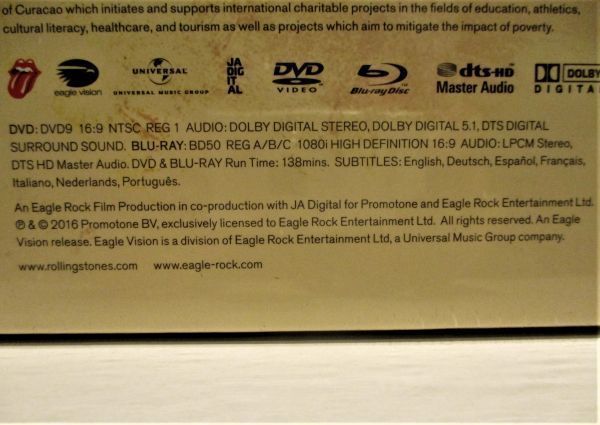 of Curacao which initiates and supports international charitable projects in the fields of education, athletics,
cultural literacy, healthcare, and tourism as well as projects which aim to mitigate the impact of poverty.
eagle vision
UNIVERSAL
UNIVERSAL MUSIC GROUP
JA
DIG
IT
AL
DVD
VIDEO
Blu-ray Disc
dts-HD
Master Audio
DOLBY
DIGITA
DVD: DVD9 16:9 NTSC REG 1 AUDIO: DOLBY DIGITAL STEREO, DOLBY DIGITAL 5.1, DTS DIGITAL
SURROUND SOUND. BLU-RAY: BD50 REG A/B/C 1080i HIGH DEFINITION 16:9 AUDIO: LPCM Stereo,
DTS HD Master Audio. DVD & BLU-RAY Run Time: 138mins. SUBTITLES: English, Deutsch, Español, Français,
Italiano, Nederlands, Português.
An Eagle Rock Film Production in co-production with JA Digital for Promotone and Eagle Rock Entertainment Ltd.
℗ & © 2016 Promotone BV, exclusively licensed to Eagle Rock Entertainment Ltd. All rights reserved. An Eagle
Vision release. Eagle Vision is a division of Eagle Rock Entertainment Ltd, a Universal Music Group company.
www.rollingstones.com www.eagle-rock.com